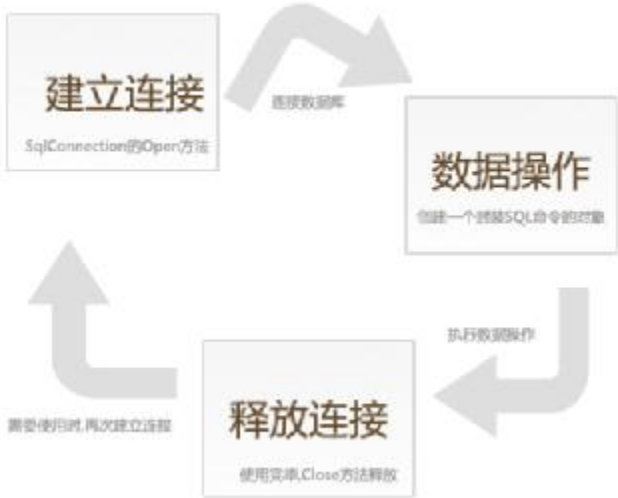 建立连接
SqlConnection的Open方法
连接数据库
数据操作
创建一个封装SQL命令的对象
执行数据操作
释放连接
使用完毕,Close方法释放
需要使用时,再次建立连接